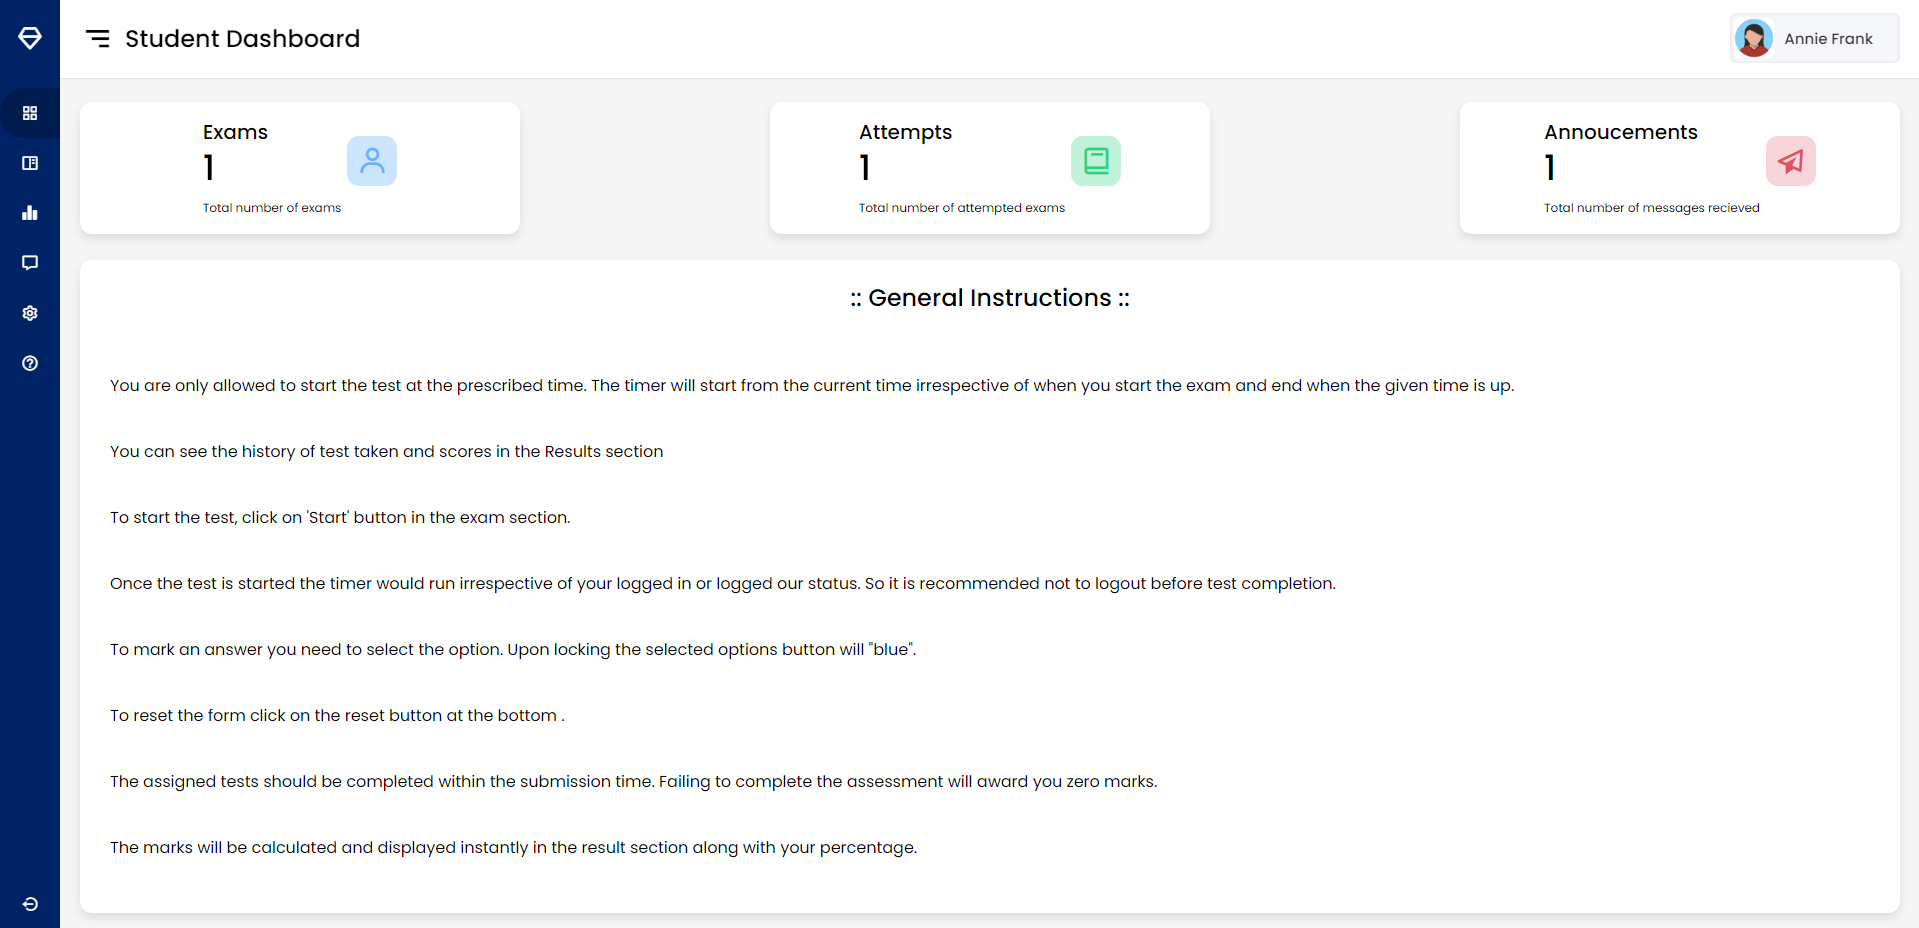 Student Dashboard
Annie Frank
Exams
1
Total number of exams
Attempts
1
Total number of attempted exams
Annoucements
1
Total number of messages recieved
:: General Instructions ::
You are only allowed to start the test at the prescribed time. The timer will start from the current time irrespective of when you start the exam and end when the given time is up.
You can see the history of test taken and scores in the Results section
To start the test, click on 'Start' button in the exam section.
Once the test is started the timer would run irrespective of your logged in or logged our status. So it is recommended not to logout before test completion.
To mark an answer you need to select the option. Upon locking the selected options button will "blue".
To reset the form click on the reset button at the bottom .
The assigned tests should be completed within the submission time. Failing to complete the assessment will award you zero marks.
The marks will be calculated and displayed instantly in the result section along with your percentage.